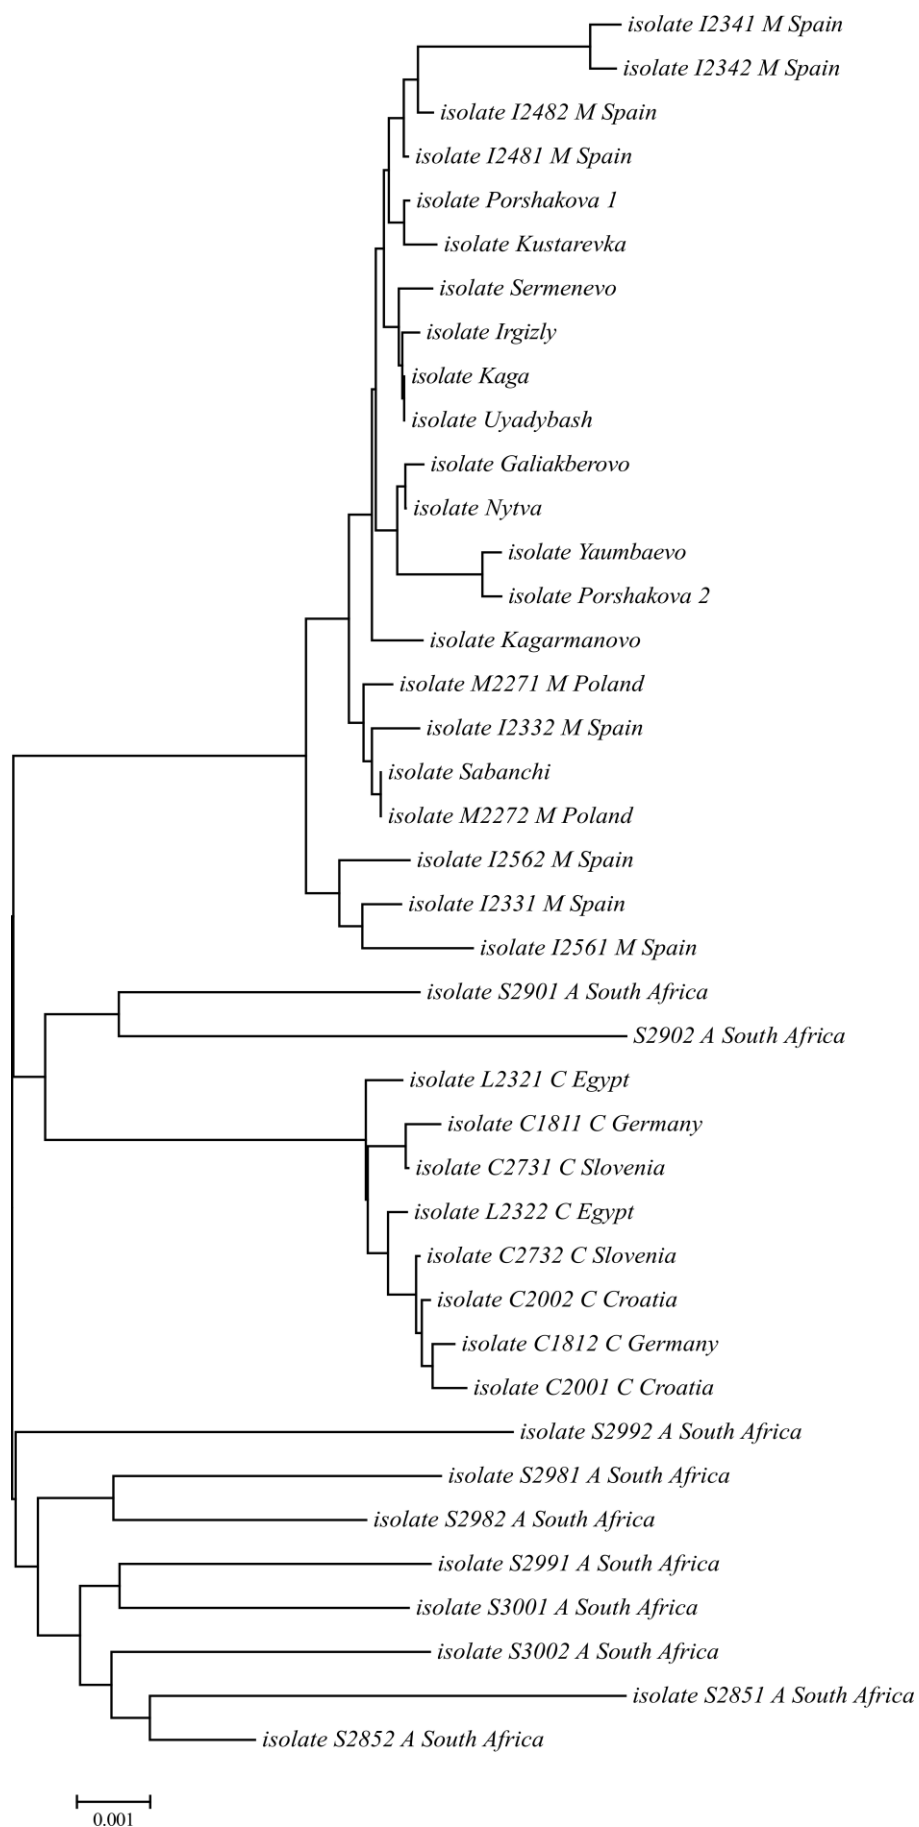 isolate I2341 M Spain
isolate I2342 M Spain
isolate I2482 M Spain
isolate I2481 M Spain
isolate Porshakova 1
isolate Kustarevka
isolate Sermenevo
isolate Irgizly
isolate Kaga
isolate Uyadybash
isolate Galiakberovo
isolate Nytva
isolate Yaumbaevo
isolate Porshakova 2
isolate Kagarmanovo
isolate M2271 M Poland
isolate I2332 M Spain
isolate Sabanchi
isolate M2272 M Poland
isolate I2562 M Spain
isolate I2331 M Spain
isolate I2561 M Spain
isolate S2901 A South Africa
S2902 A South Africa
isolate L2321 C Egypt
isolate C1811 C Germany
isolate C2731 C Slovenia
isolate L2322 C Egypt
isolate C2732 C Slovenia
isolate C2002 C Croatia
isolate C1812 C Germany
isolate C2001 C Croatia
isolate S2992 A South Africa
isolate S2981 A South Africa
isolate S2982 A South Africa
isolate S2991 A South Africa
isolate S3001 A South Africa
isolate S3002 A South Africa
isolate S2851 A South Africa
isolate S2852 A South Africa
0.001